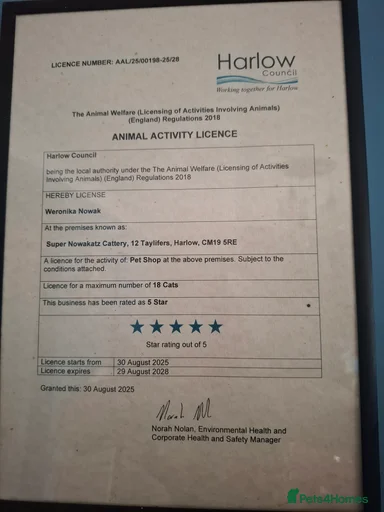 LICENCE NUMBER: AAL/25/00198-25/28
Harlow
Council
Working together for Harlow
The Animal Welfare (Licensing of Activities Involving Animals)
(England) Regulations 2018
ANIMAL ACTIVITY LICENCE
Harlow Council
being the local authority under the The Animal Welfare (Licensing of Activities
Involving Animals) (England) Regulations 2018
HEREBY LICENSE
Weronika Nowak
At the premises known as:
Super Nowakatz Cattery, 12 Taylifers, Harlow, CM19 5RE
A licence for the activity of: Pet Shop at the above premises. Subject to the
conditions attached
Licence for a maximum number of 18 Cats
This business has been rated as 5 Star
Star rating out of 5
Licence starts from 30 August 2025
Licence expires 29 August 2028
Granted this: 30 August 2025
Norah Nolan, Environmental Health and
Corporate Health and Safety Manager
Pets4Homes